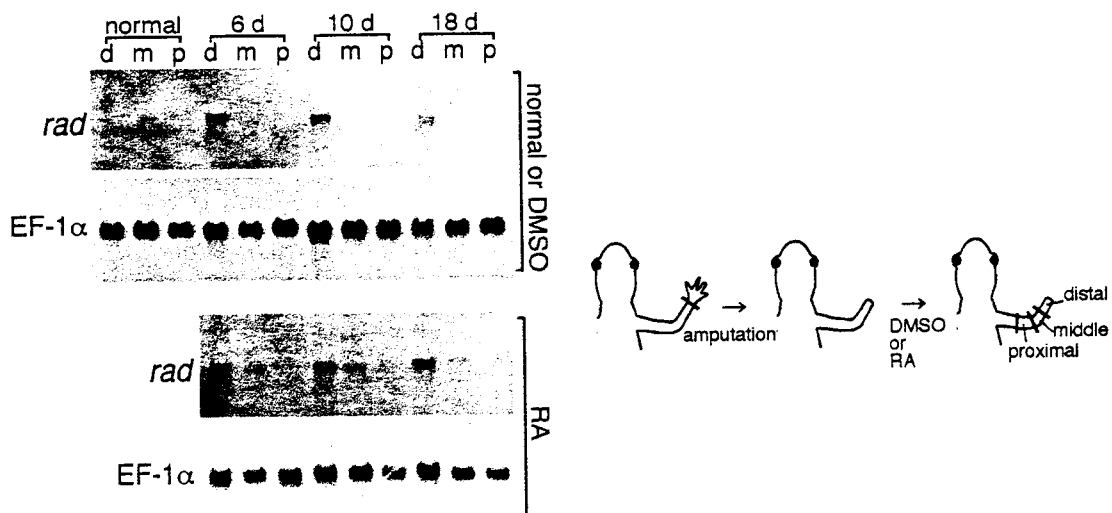 normal 6 d 10 d 18 d
d m p d m p d m p d m p
rad
EF-1α
normal or DMSO
rad
EF-1α
RA
amputation
DMSO
or
RA
distal
middle
proximal